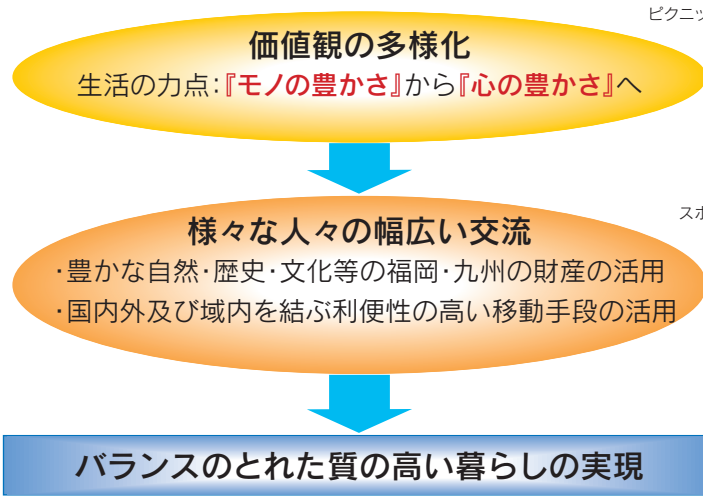 ピクニッ
価値観の多様化
生活の力点:『モノの豊かさ』から『心の豊かさ』へ
スポ
様々な人々の幅広い交流
・豊かな自然・歴史・文化等の福岡・九州の財産の活用
・国内外及び域内を結ぶ利便性の高い移動手段の活用
バランスのとれた質の高い暮らしの実現